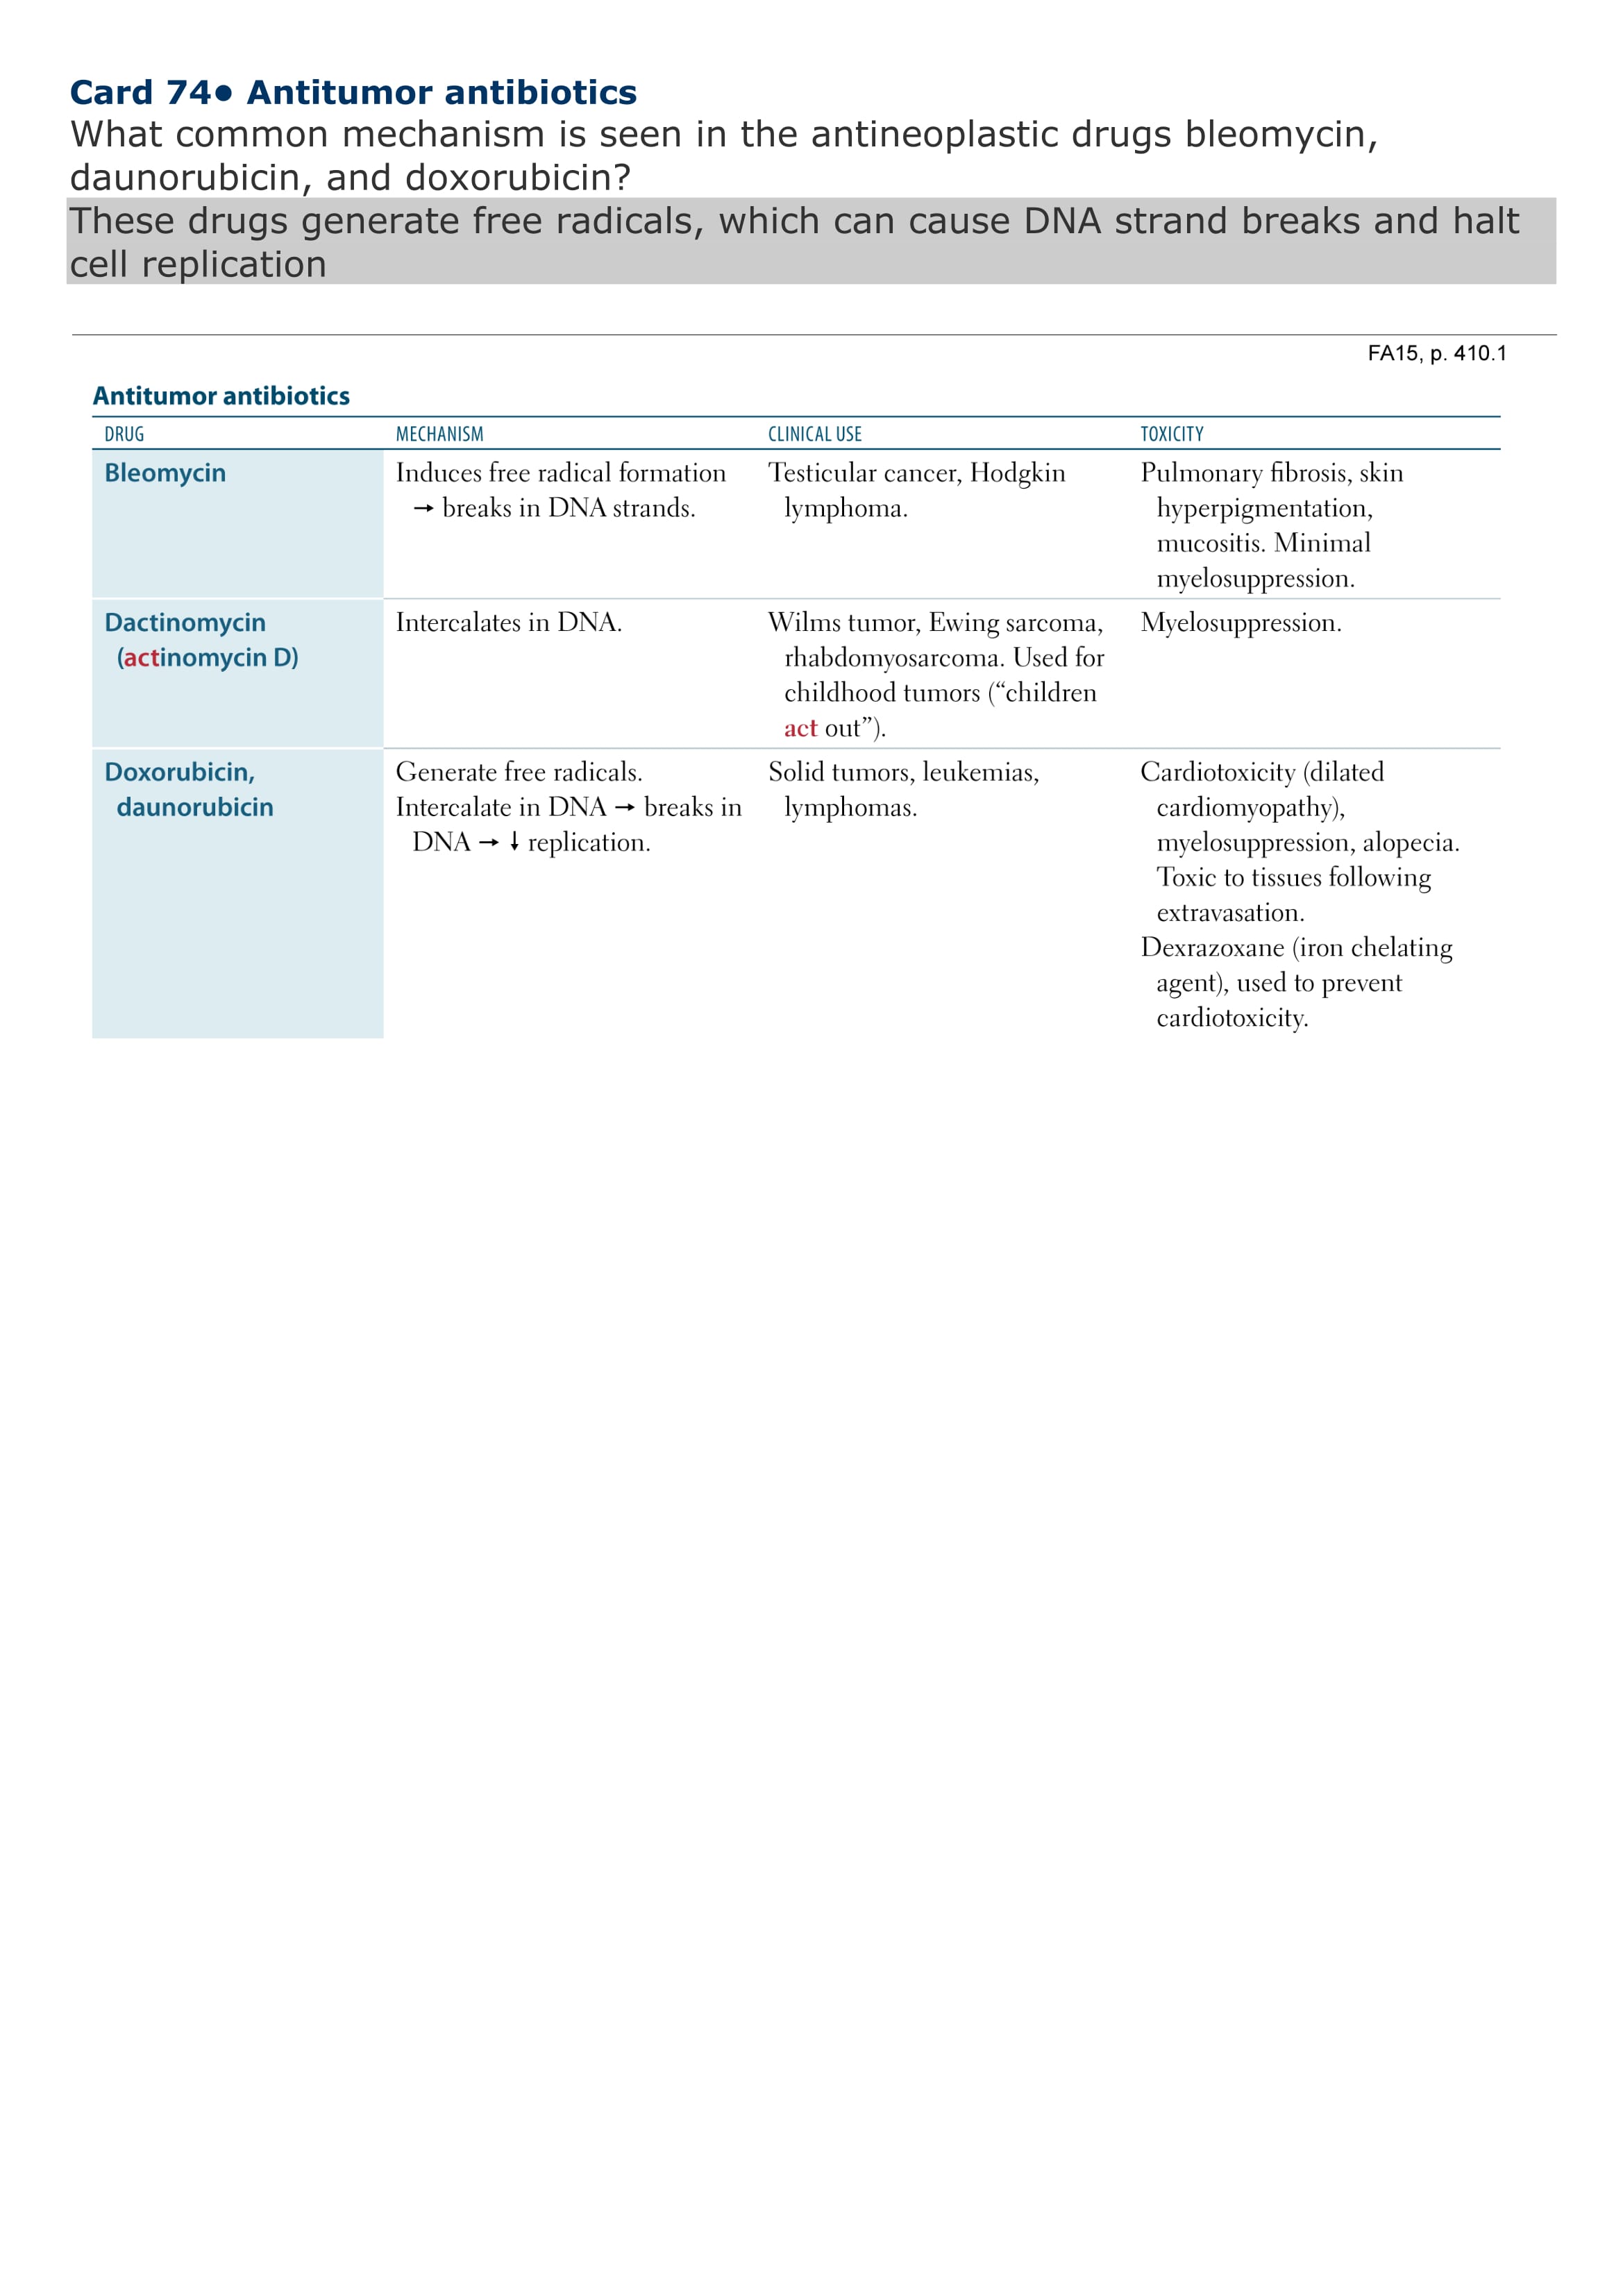 Card 74● Antitumor antibiotics
What common mechanism is seen in the antineoplastic drugs bleomycin,
daunorubicin, and doxorubicin?
These drugs generate free radicals, which can cause DNA strand breaks and halt
cell replication
FA15, p. 410.1
Antitumor antibiotics
DRUG MECHANISM CLINICAL USE TOXICITY
Bleomycin
Induces free radical formation
→ breaks in DNA strands.
Testicular cancer, Hodgkin
lymphoma.
Pulmonary fibrosis, skin
hyperpigmentation,
mucositis. Minimal
myelosuppression.
Dactinomycin
(actinomycin D)
Intercalates in DNA.
Wilms tumor, Ewing sarcoma,
rhabdomyosarcoma. Used for
childhood tumors (“children
act out”).
Myelosuppression.
Doxorubicin,
daunorubicin
Generate free radicals.
Intercalate in DNA → breaks in
DNA → ↓ replication.
Solid tumors, leukemias,
lymphomas.
Cardiotoxicity (dilated
cardiomyopathy),
myelosuppression, alopecia.
Toxic to tissues following
extravasation.
Dexrazoxane (iron chelating
agent), used to prevent
cardiotoxicity.